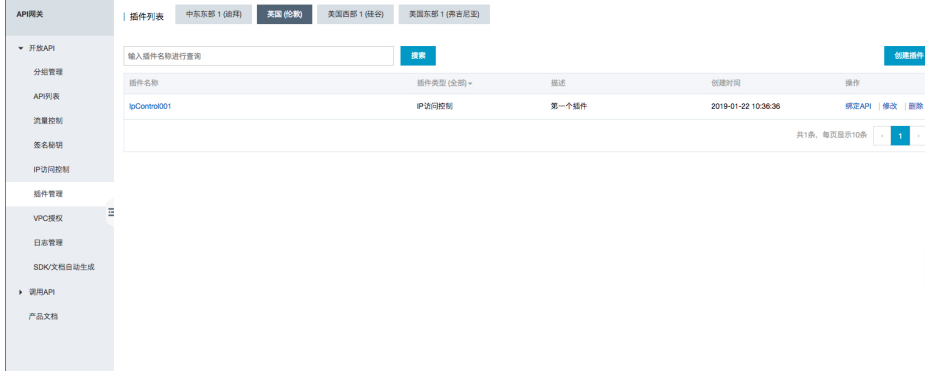 API网关
插件列表 中东东部 1 (迪拜) 英国 (伦敦) 美国西部 1 (硅谷) 美国东部 1 (弗吉尼亚)
开放API
输入插件名称进行查询 搜索 创建插件
分组管理
插件名称 插件类型 (全部) 描述 创建时间 操作
API列表
IpControl001 IP访问控制 第一个插件 2019-01-22 10:36:36 绑定API | 修改 | 删除
流量控制
共1条, 每页显示10条 ‹ 1 ›
签名秘钥
IP访问控制
插件管理
VPC授权
日志管理
SDK/文档自动生成
调用API
产品文档